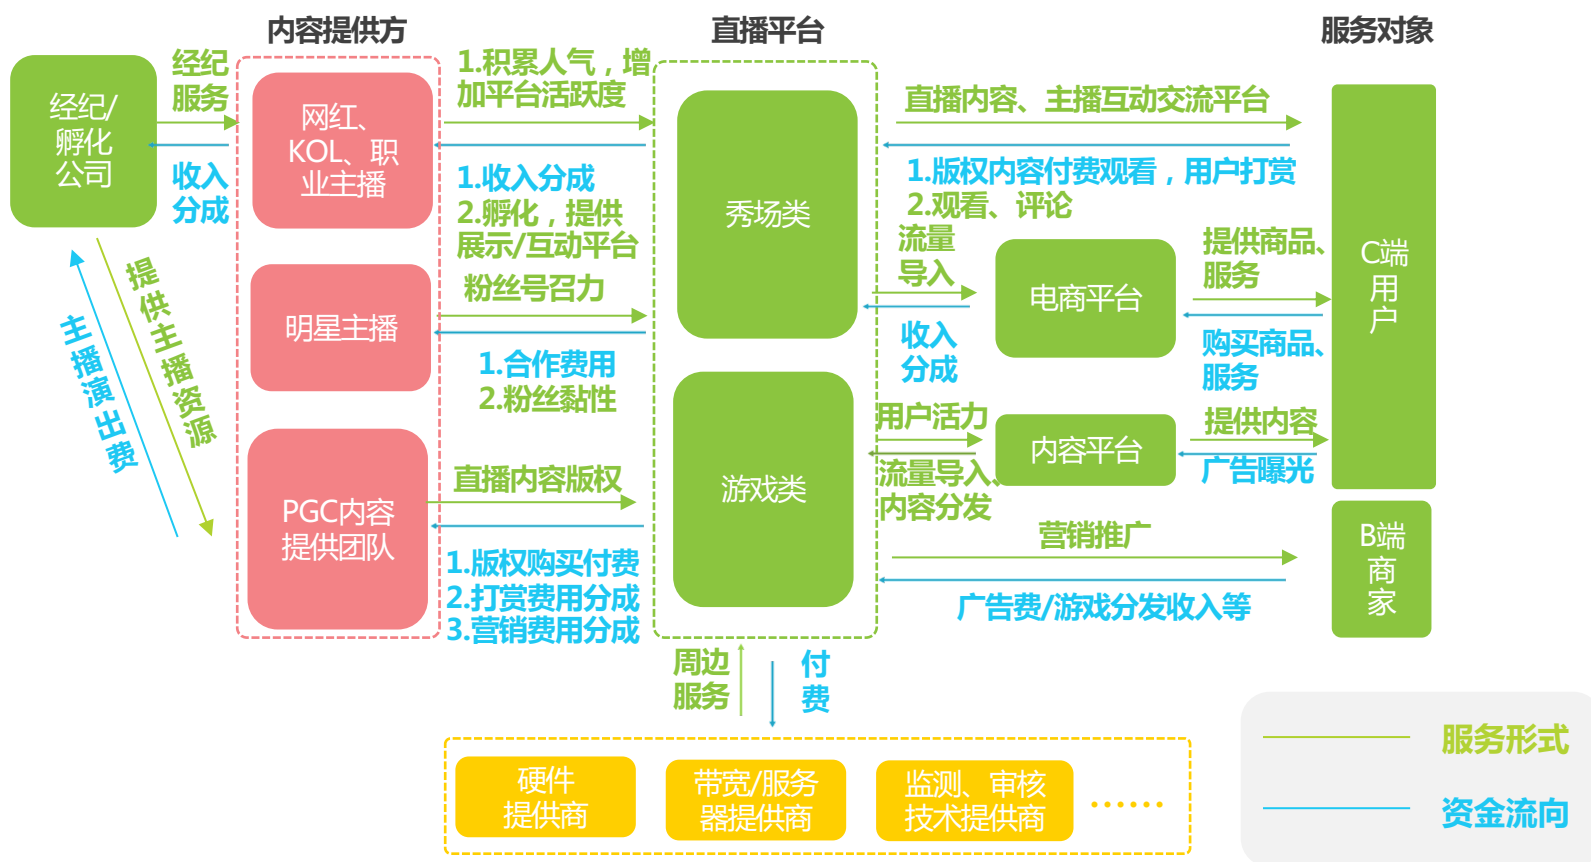 内容提供方
直播平台
服务对象
经纪/
孵化
公司
经纪
服务
收入
分成
网红、
KOL、职
业主播
1.积累人气，增
加平台活跃度
1.收入分成
2.孵化，提供
展示/互动平台
秀场类
直播内容、主播互动交流平台
1.版权内容付费观看，用户打赏
2.观看、评论
C端
用
户
提供主播资源
主播演出费
明星主播
粉丝号召力
1.合作费用
2.粉丝黏性
流量
导入
收入
分成
电商平台
提供商品、
服务
购买商品、
服务
PGC内容
提供团队
直播内容版权
1.版权购买付费
2.打赏费用分成
3.营销费用分成
游戏类
用户活力
流量导入、
内容分发
内容平台
提供内容
广告曝光
营销推广
广告费/游戏分发收入等
B端
商
家
周边
服务
付
费
硬件
提供商
带宽/服务
器提供商
监测、审核
技术提供商
……
服务形式
资金流向